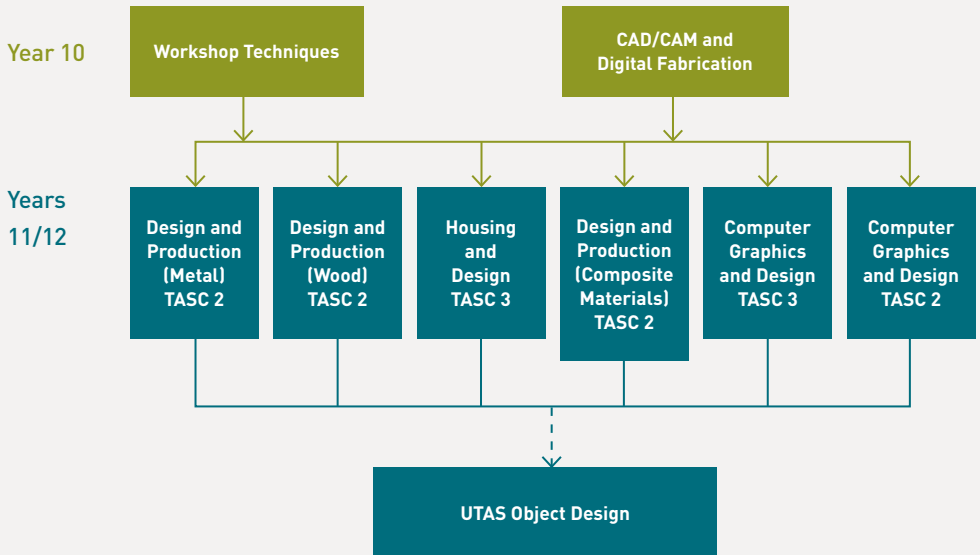 Year 10
Workshop Techniques
CAD/CAM and
Digital Fabrication
Years
11/12
Design and
Production
(Metal)
TASC 2
Design and
Production
(Wood)
TASC 2
Housing
and
Design
TASC 3
Design and
Production
(Composite
Materials)
TASC 2
Computer
Graphics
and Design
TASC 3
Computer
Graphics
and Design
TASC 2
UTAS Object Design